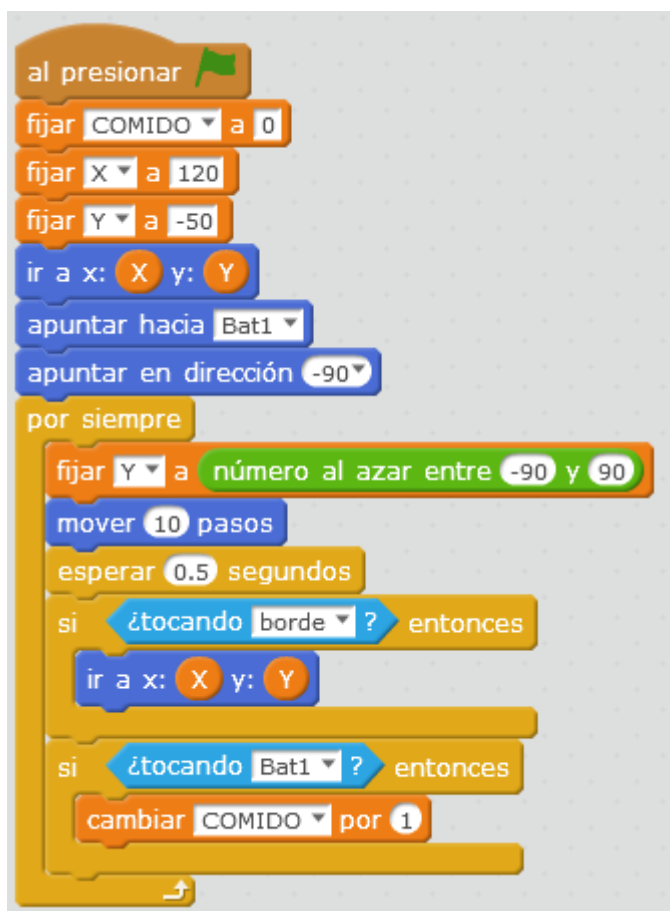 al presionar
fijar COMIDO a 0
fijar X a 120
fijar Y a -50
ir a x: X y: Y
apuntar hacia Bat1
apuntar en dirección -90
por siempre
fijar Y a número al azar entre -90 y 90
mover 10 pasos
esperar 0.5 segundos
si ¿tocando borde ? entonces
ir a x: X y: Y
si ¿tocando Bat1 ? entonces
cambiar COMIDO por 1